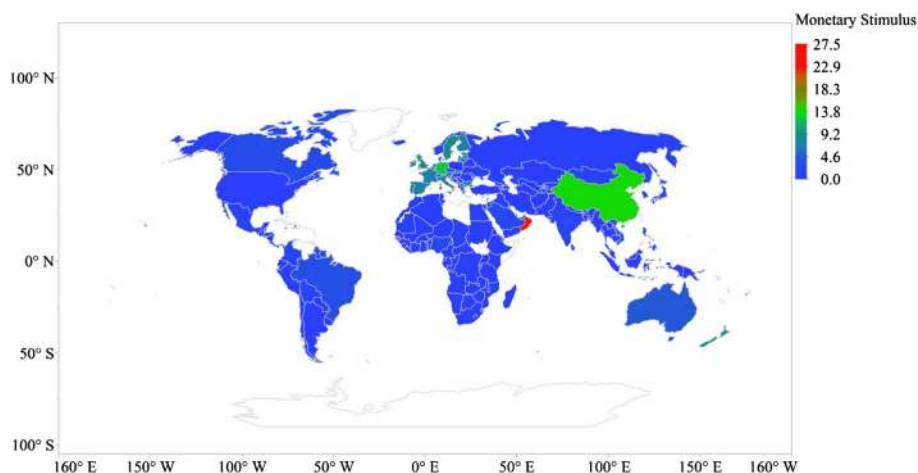 Monetary Stimulus
27.5
22.9
18.3
13.8
9.2
4.6
0.0
100° N
50° N
0° N
50° S
100° S
160° E 150° W 100° W 50° W 0° E 50° E 100° E 150° E 160° W